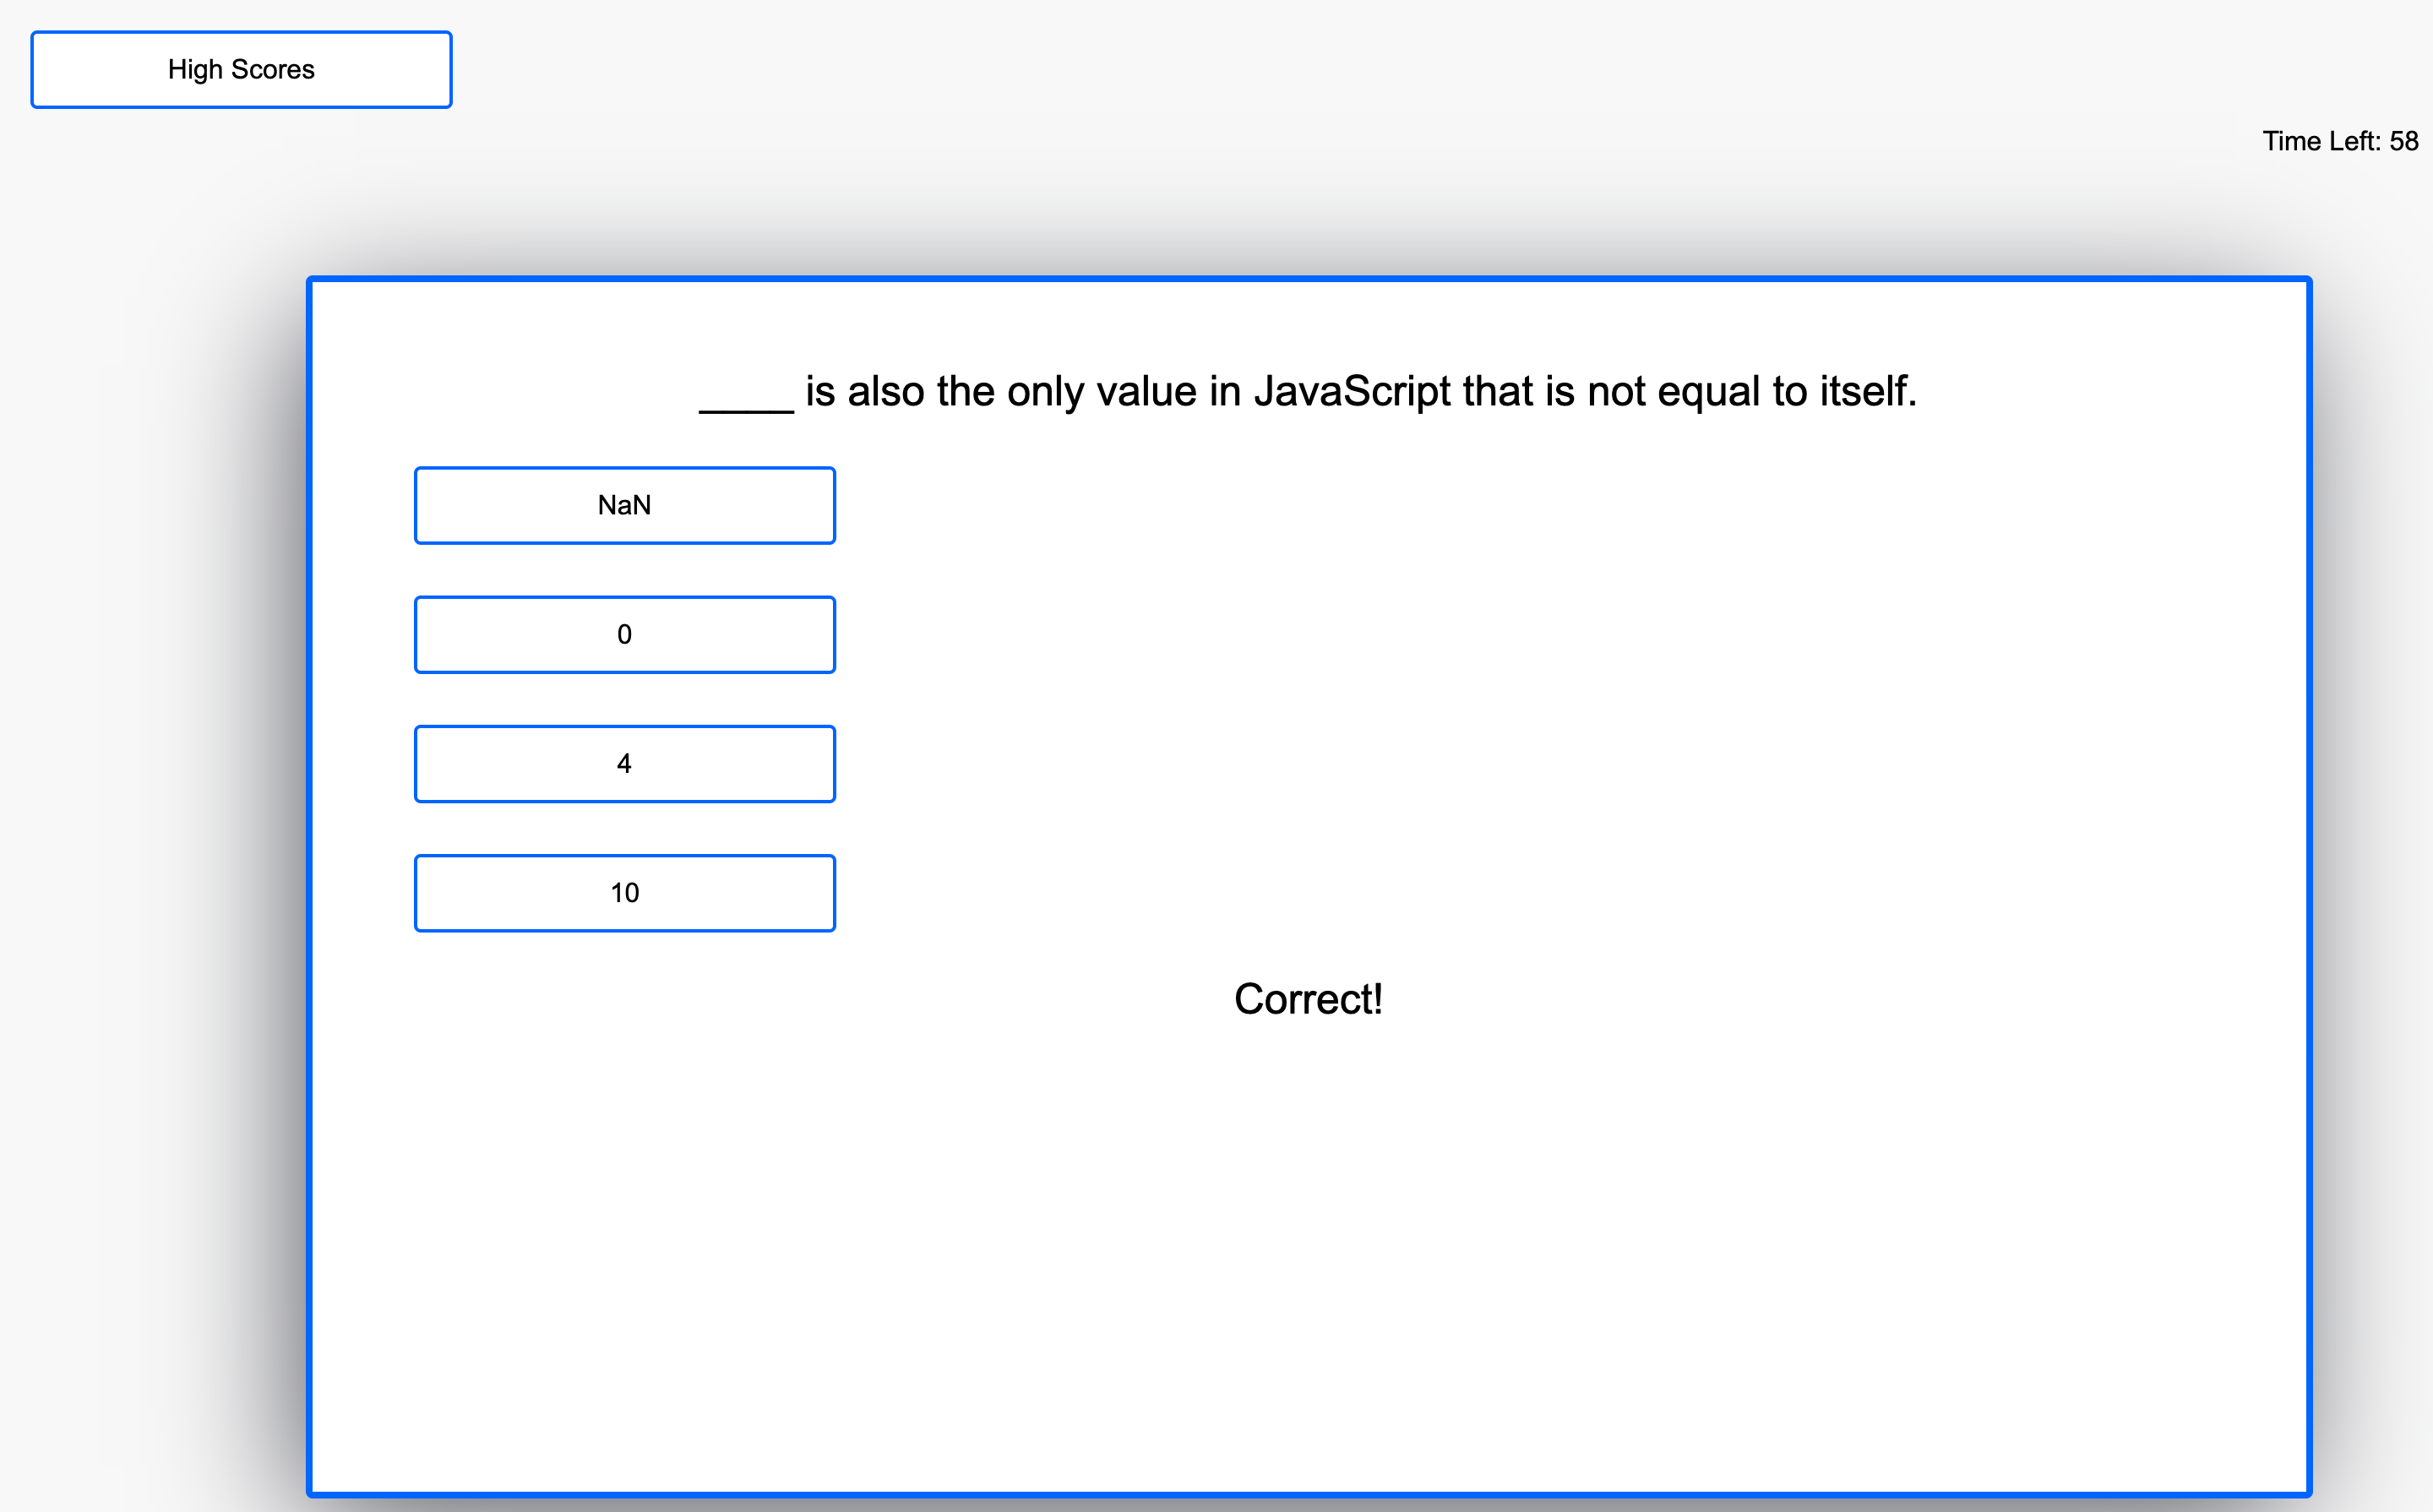 High Scores
Time Left: 58
____ is also the only value in JavaScript that is not equal to itself.
NaN
0
4
10
Correct!